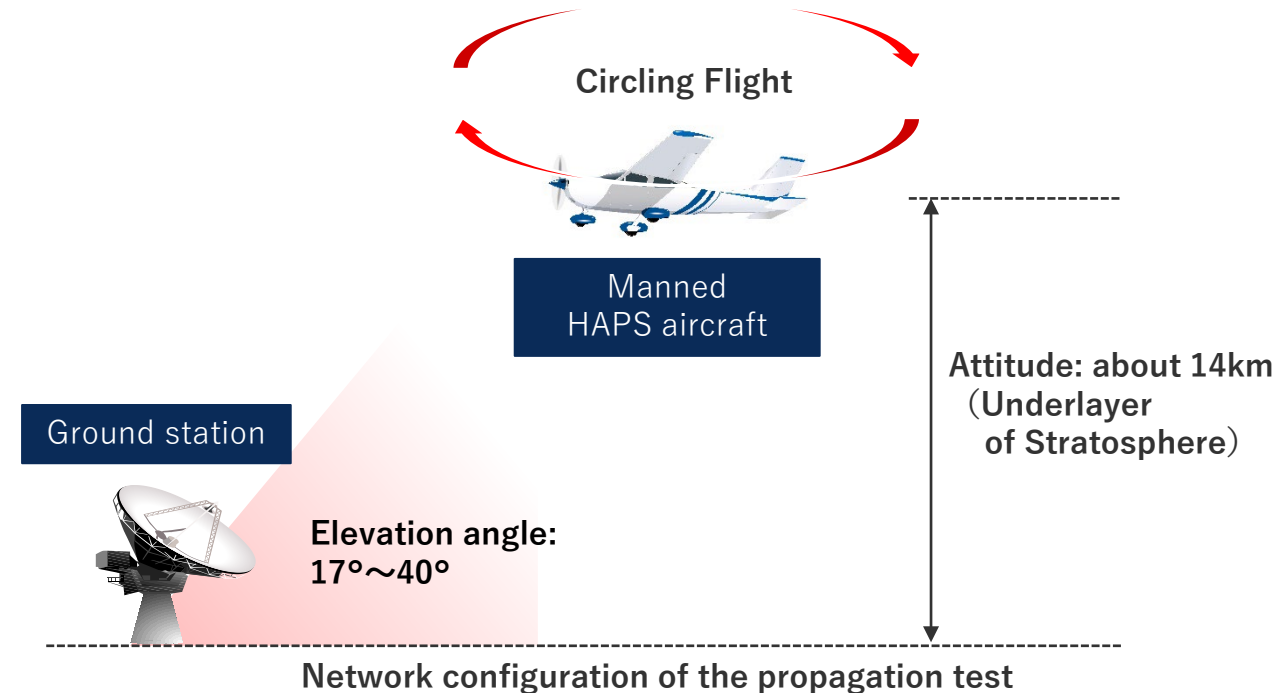 Circling Flight
Manned
HAPS aircraft
Attitude: about 14km
（Underlayer
of Stratosphere）
Ground station
Elevation angle:
17°～40°
Network configuration of the propagation test